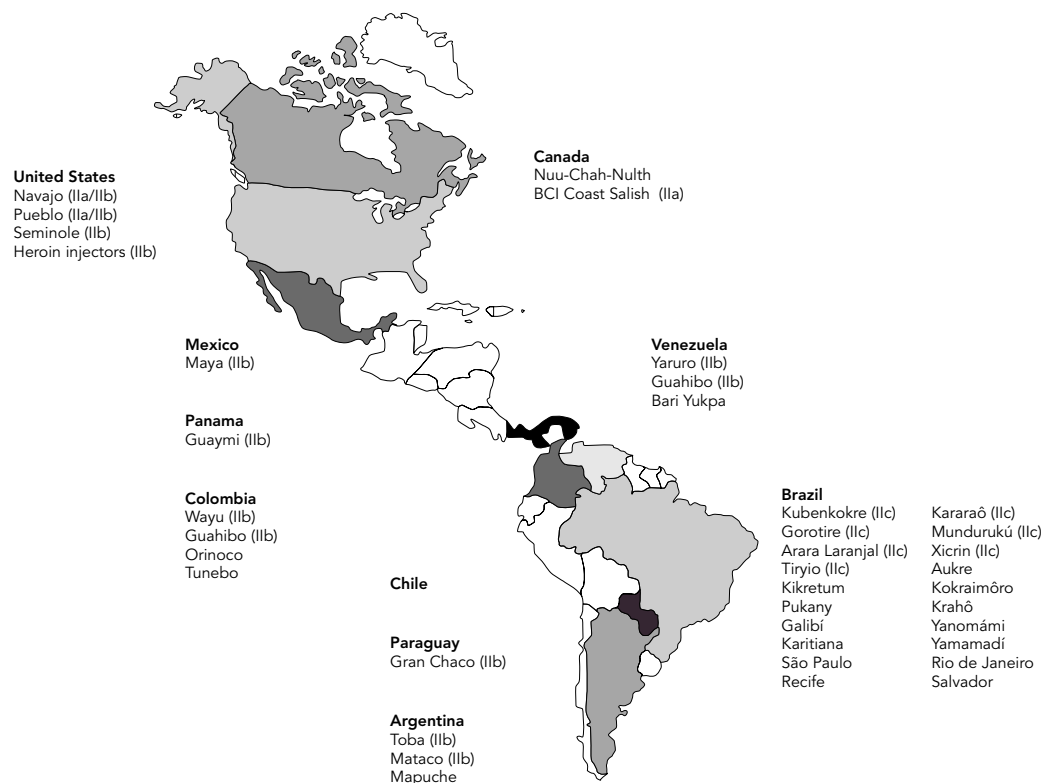 United States
Navajo (IIa/IIb)
Pueblo (IIa/IIb)
Seminole (IIb)
Heroin injectors (IIb)
Canada
Nuu-Chah-Nulth
BCI Coast Salish (IIa)
Mexico
Maya (IIb)
Panama
Guaymi (IIb)
Colombia
Wayu (IIb)
Guahibo (IIb)
Orinoco
Tunebo
Venezuela
Yaruro (IIb)
Guahibo (IIb)
Bari Yukpa
Chile
Paraguay
Gran Chaco (IIb)
Argentina
Toba (IIb)
Mataco (IIb)
Mapuche
Brazil
Kubenkokre (IIc)
Gorotire (IIc)
Arara Laranjal (IIc)
Tiryio (IIc)
Kikretum
Pukany
Galibí
Karitiana
São Paulo
Recife
Kararaô (IIc)
Mundurukú (IIc)
Xicrin (IIc)
Aukre
Kokraimôro
Krahô
Yanomámi
Yamamadí
Rio de Janeiro
Salvador